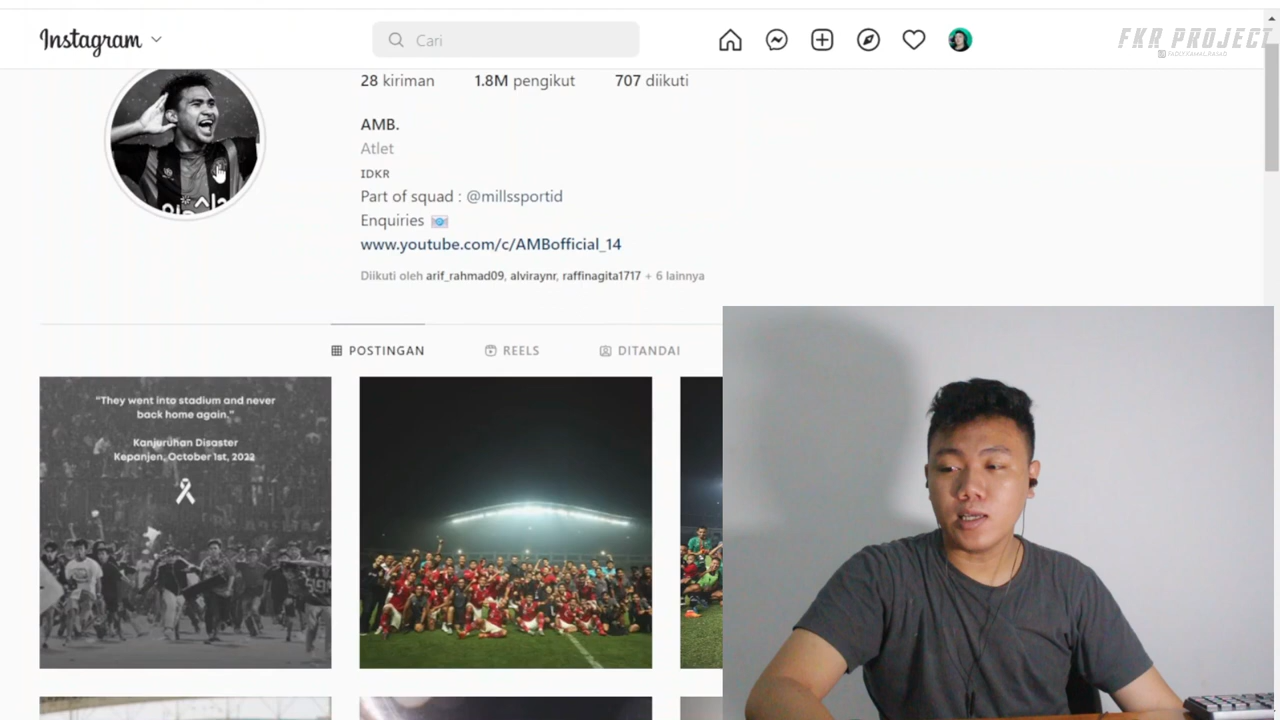 Instagram
Cari
FKR PROJECT
28 kiriman 1.8M pengikut 707 diikuti
AMB.
Atlet
IDKR
Part of squad : @millssportid
Enquiries 📧
www.youtube.com/c/AMBofficial_14
Diikuti oleh arif_rahmad09, alviraynr, raffinagita1717 + 6 lainnya
POSTINGAN REELS DITANDAI
"They went into stadium and never
back home again."
Kanjuruhan Disaster
Kepanjen, October 1st, 2022